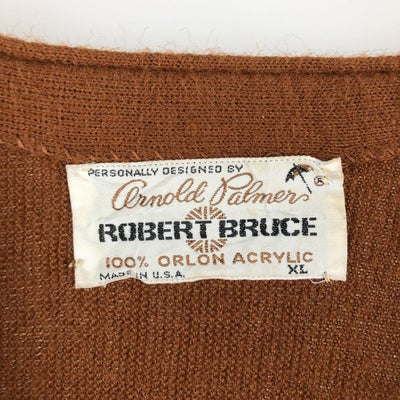 PERSONALLY DESIGNED BY
Arnold Palmer ®
ROBERT BRUCE
100% ORLON ACRYLIC
MADE IN U.S.A. XL